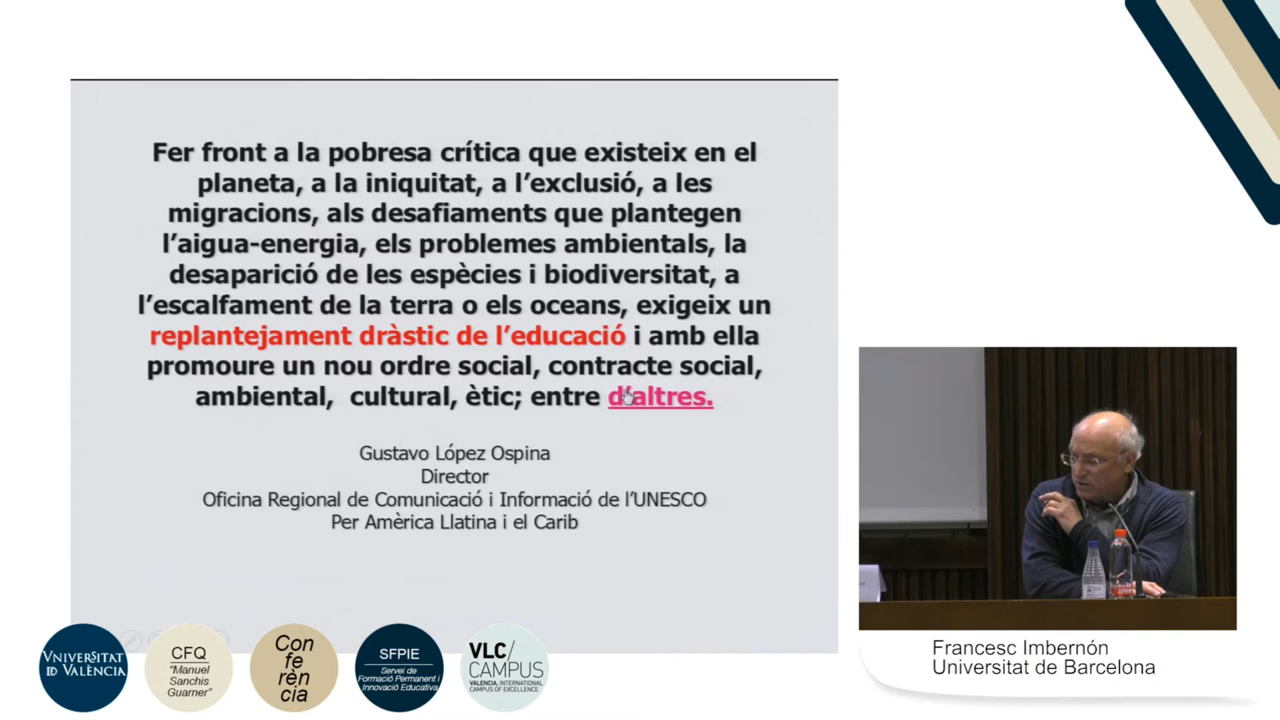 Fer front a la pobresa crítica que existeix en el
planeta, a la iniquitat, a l’exclusió, a les
migracions, als desafiaments que plantegen
l’aigua-energia, els problemes ambientals, la
desaparició de les espècies i biodiversitat, a
l’escalfament de la terra o els oceans, exigeix un
replantejament dràstic de l’educació i amb ella
promoure un nou ordre social, contracte social,
ambiental, cultural, ètic; entre d’altres.
Gustavo López Ospina
Director
Oficina Regional de Comunicació i Informació de l’UNESCO
Per Amèrica Llatina i el Carib
VNIVERSITAT
ID VALÈNCIA
CFQ
"Manuel
Sanchis
Guarner"
Con
fe
rèn
cia
SFPIE
Servei de
Formació Permanent i
Innovació Educativa
VLC/
CAMPUS
VALENCIA, INTERNATIONAL
CAMPUS OF EXCELLENCE
Francesc Imbernón
Universitat de Barcelona